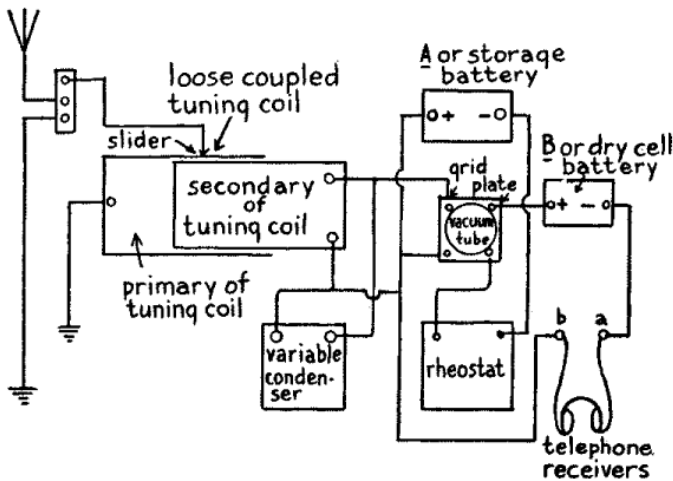 A or storage
battery
+ -
loose coupled
tuning coil
slider
B or dry cell
battery
+ -
grid
plate
vacuum
tube
secondary
of
tuning coil
primary of
tuning coil
variable
conden-
ser
rheostat
b a
telephone
receivers